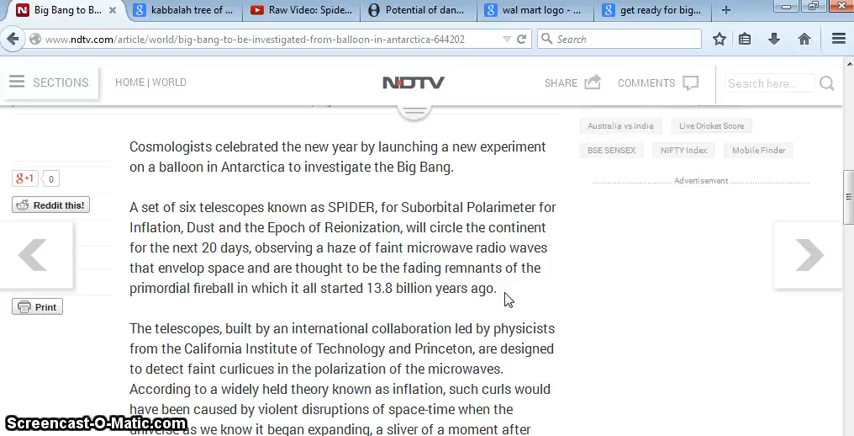 Big Bang to B...
kabbalah tree of ...
Raw Video: Spide...
Potential of dan...
wal mart logo - ...
get ready for big...
www.ndtv.com/article/world/big-bang-to-be-investigated-from-balloon-in-antarctica-644202
Search
SECTIONS
HOME | WORLD
NDTV
SHARE
COMMENTS
Search here...
Australia vs India
Live Cricket Score
BSE SENSEX
NIFTY Index
Mobile Finder
Advertisement
Cosmologists celebrated the new year by launching a new experiment
on a balloon in Antarctica to investigate the Big Bang.
g+1
0
Reddit this!
A set of six telescopes known as SPIDER, for Suborbital Polarimeter for
Inflation, Dust and the Epoch of Reionization, will circle the continent
for the next 20 days, observing a haze of faint microwave radio waves
that envelop space and are thought to be the fading remnants of the
primordial fireball in which it all started 13.8 billion years ago.
Print
The telescopes, built by an international collaboration led by physicists
from the California Institute of Technology and Princeton, are designed
to detect faint curlicues in the polarization of the microwaves.
According to a widely held theory known as inflation, such curls would
have been caused by violent disruptions of space-time when the
universe as we know it began expanding, a sliver of a moment after
Screencast-O-Matic.com